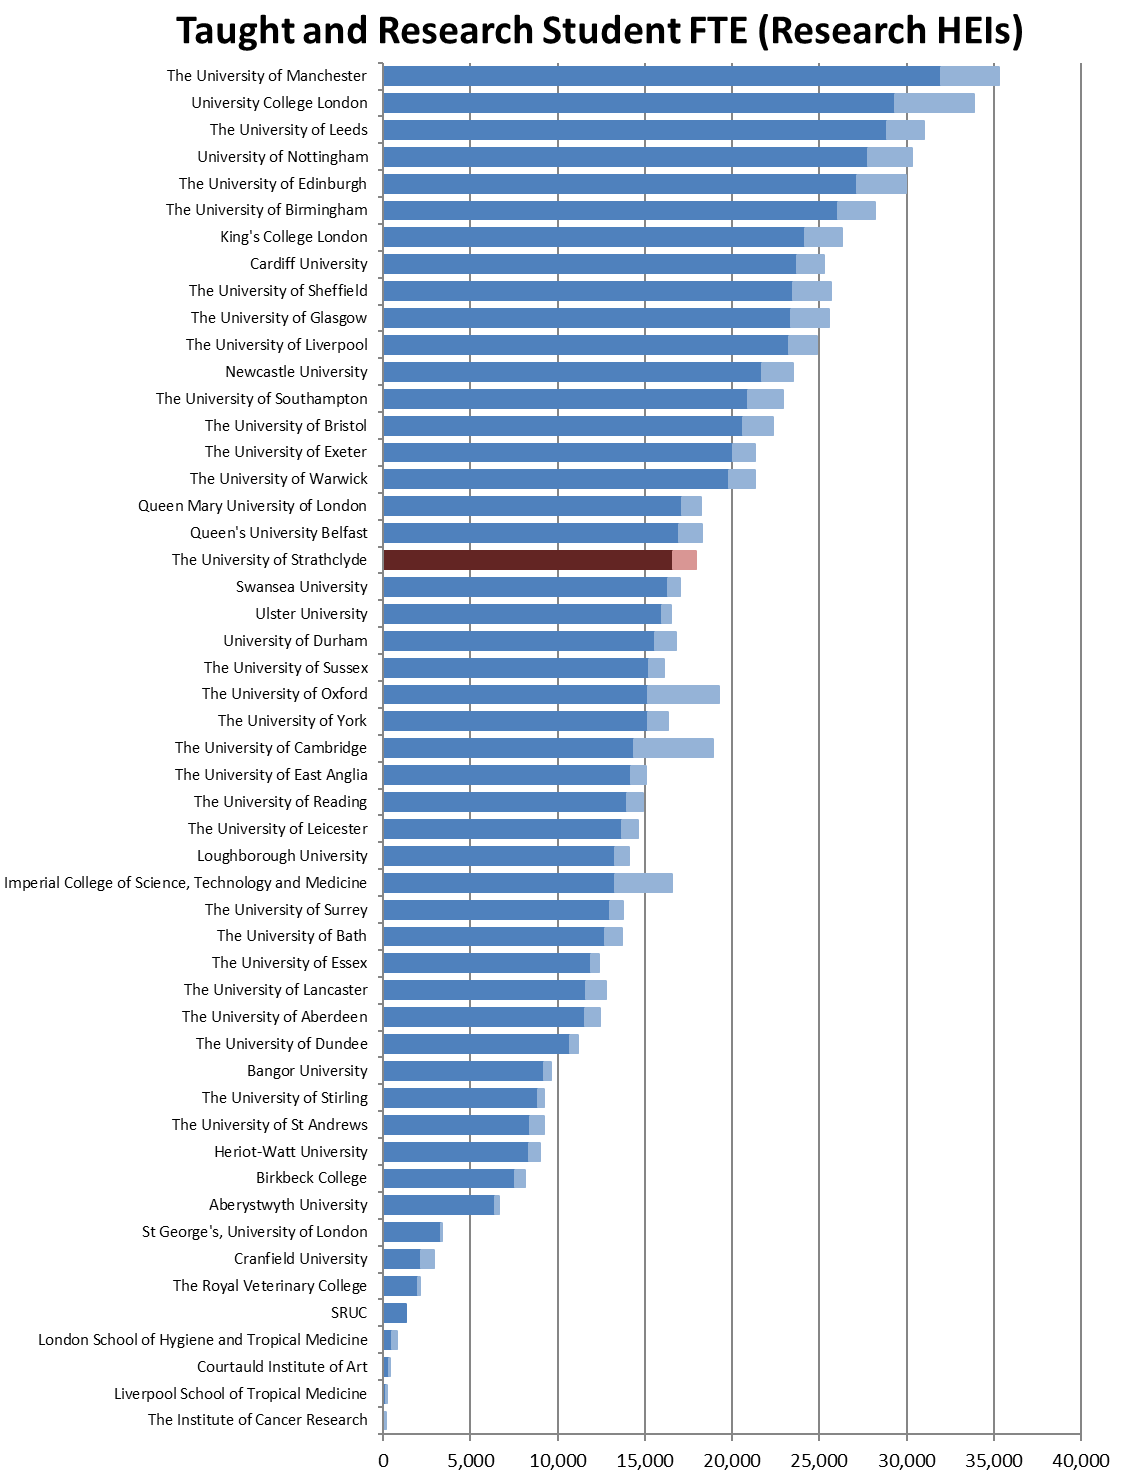 Taught and Research Student FTE (Research HEIs)
The University of Manchester
University College London
The University of Leeds
University of Nottingham
The University of Edinburgh
The University of Birmingham
King's College London
Cardiff University
The University of Sheffield
The University of Glasgow
The University of Liverpool
Newcastle University
The University of Southampton
The University of Bristol
The University of Exeter
The University of Warwick
Queen Mary University of London
Queen's University Belfast
The University of Strathclyde
Swansea University
Ulster University
University of Durham
The University of Sussex
The University of Oxford
The University of York
The University of Cambridge
The University of East Anglia
The University of Reading
The University of Leicester
Loughborough University
Imperial College of Science, Technology and Medicine
The University of Surrey
The University of Bath
The University of Essex
The University of Lancaster
The University of Aberdeen
The University of Dundee
Bangor University
The University of Stirling
The University of St Andrews
Heriot-Watt University
Birkbeck College
Aberystwyth University
St George's, University of London
Cranfield University
The Royal Veterinary College
SRUC
London School of Hygiene and Tropical Medicine
Courtauld Institute of Art
Liverpool School of Tropical Medicine
The Institute of Cancer Research
0 5,000 10,000 15,000 20,000 25,000 30,000 35,000 40,000